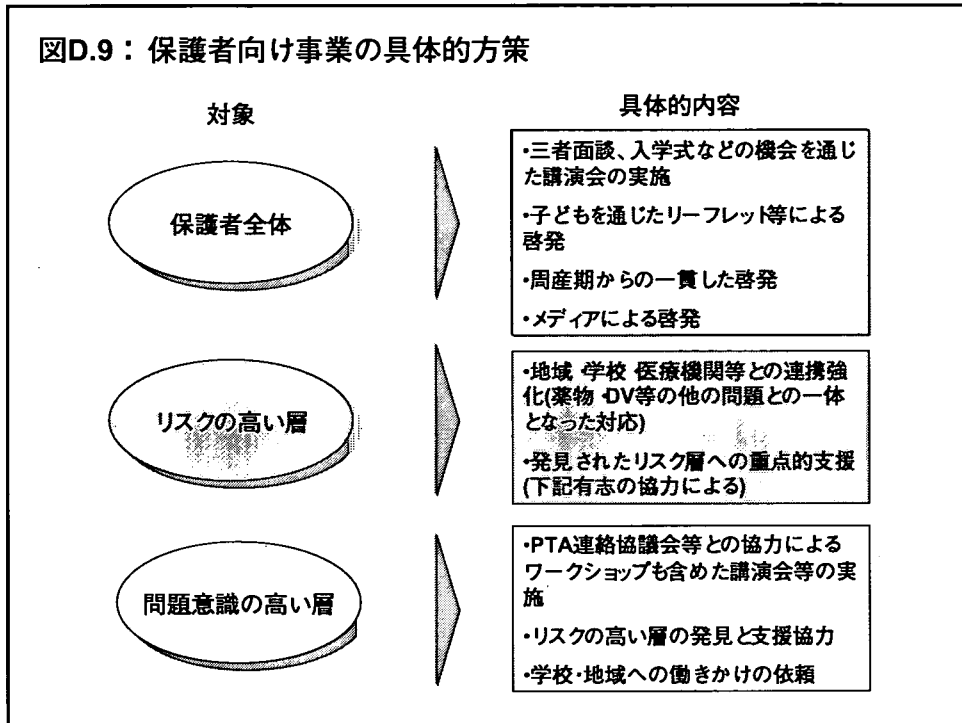 図D.9：保護者向け事業の具体的方策
対象
具体的内容
保護者全体
・三者面談、入学式などの機会を通じ
た講演会の実施
・子どもを通じたリーフレット等による
啓発
・周産期からの一貫した啓発
・メディアによる啓発
リスクの高い層
・地域・学校・医療機関等との連携強
化(薬物・DV等の他の問題との一体
となった対応)
・発見されたリスク層への重点的支援
(下記有志の協力による)
問題意識の高い層
・PTA連絡協議会等との協力による
ワークショップも含めた講演会等の実
施
・リスクの高い層の発見と支援協力
・学校・地域への働きかけの依頼